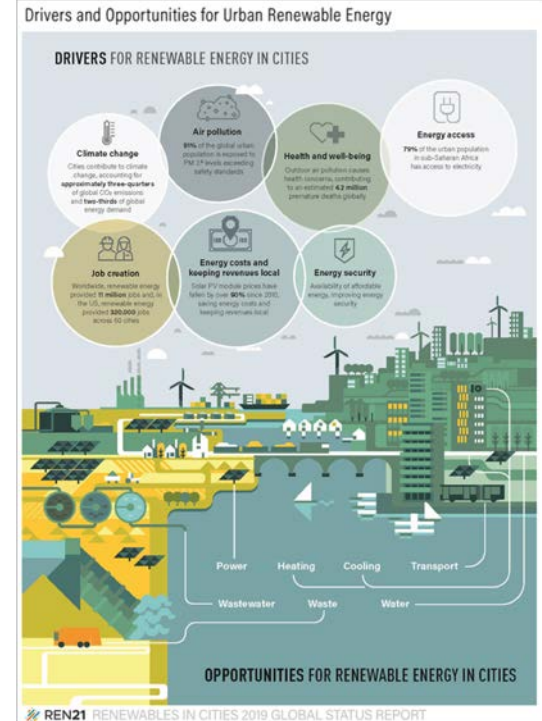 Drivers and Opportunities for Urban Renewable Energy
DRIVERS FOR RENEWABLE ENERGY IN CITIES
Climate change
Cities contribute to climate
change, accounting for
approximately three-quarters
of global CO₂ emissions
and two-thirds of global
energy demand
Air pollution
91% of the global urban
population is exposed to
PM levels exceeding
safety standards
Health and well-being
Outdoor air pollution causes
health concerns, contributing
to an estimated 4.2 million
premature deaths globally
Energy access
79% of the urban population
in sub-Saharan Africa
has access to electricity
Job creation
Worldwide, renewable energy
provided 11 million jobs and, in
the US, renewable energy
provided 320,000 jobs
across 50 cities
Energy costs and
keeping revenues local
Solar PV module prices have
fallen by over 90% since 2010,
saving energy costs and
keeping revenues local
Energy security
Availability of affordable
energy, improving energy
security
Power
Heating
Cooling
Transport
Wastewater
Waste
Water
OPPORTUNITIES FOR RENEWABLE ENERGY IN CITIES
REN21 RENEWABLES IN CITIES 2019 GLOBAL STATUS REPORT